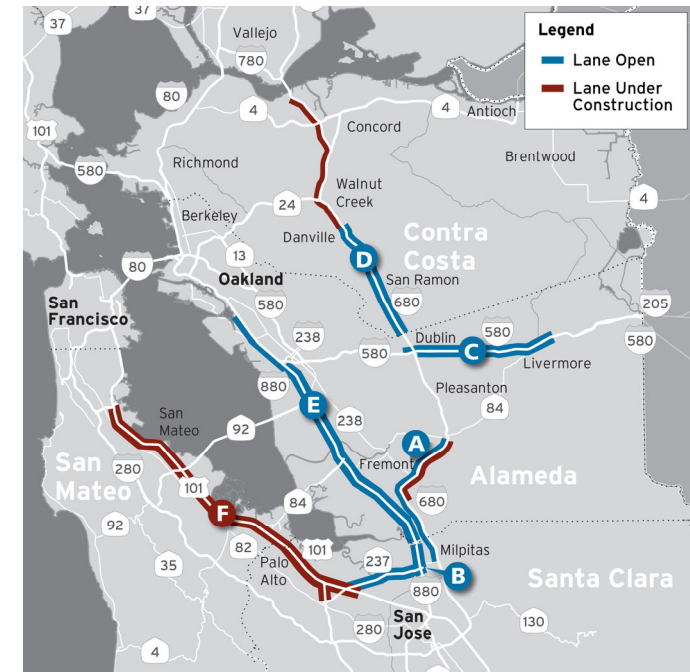 37
37
Vallejo
780
80
4
101
Concord
4
Antioch
Legend
Lane Open
Lane Under
Construction
Richmond
580
Brentwood
Walnut
Creek
24
4
Berkeley
Danville
Contra
Costa
13
D
80
Oakland
San Ramon
San
Francisco
580
680
205
238
Dublin
580
580
C
580
Livermore
880
Pleasanton
E
84
San
Mateo
92
238
A
280
Fremont
San
Mateo
101
Alameda
680
84
F
92
82
101
Milpitas
35
Palo
Alto
237
B
Santa Clara
880
San
Jose
280
130
4